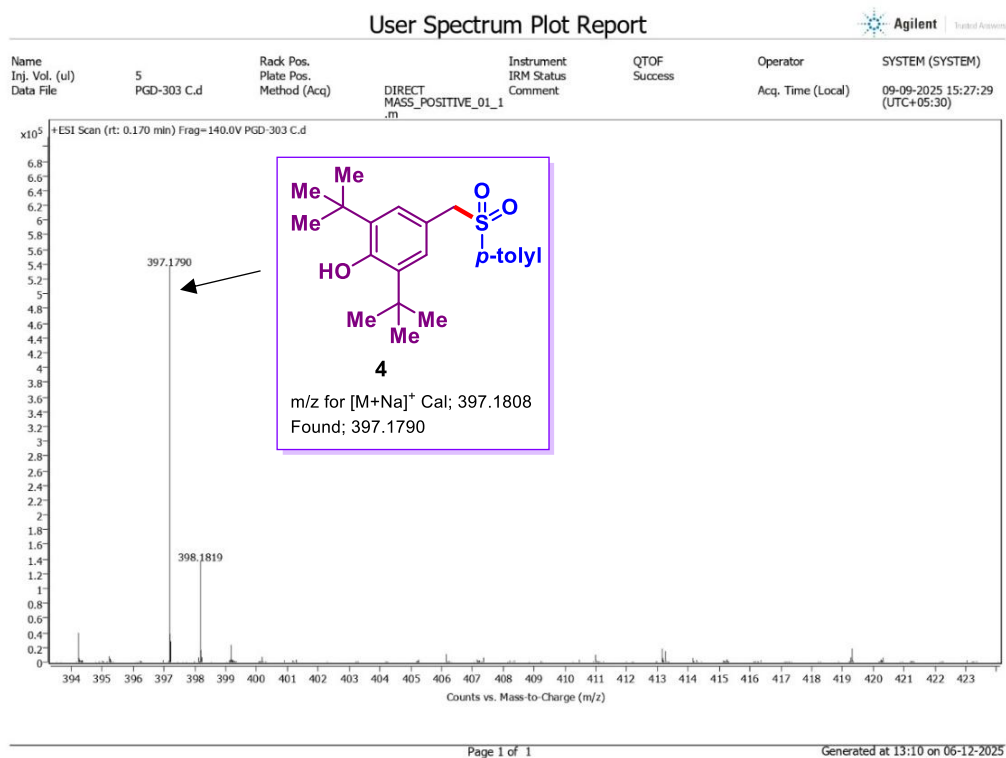 User Spectrum Plot Report
Agilent Trusted Answers
Name Rack Pos. Instrument QTOF Operator SYSTEM (SYSTEM)
Inj. Vol. (ul) 5 Plate Pos. IRM Status Success
Data File PGD-303 C.d Method (Acq) DIRECT Comment Acq. Time (Local) 09-09-2025 15:27:29
MASS_POSITIVE_01_1 (UTC+05:30)
.m
x10⁵ +ESI Scan (rt: 0.170 min) Frag=140.0V PGD-303 C.d
6.8
6.6
6.4
6.2
6
5.8
5.6
5.4
5.2
5
4.8
4.6
4.4
4.2
4
3.8
3.6
3.4
3.2
3
2.8
2.6
2.4
2.2
2
1.8
1.6
1.4
1.2
1
0.8
0.6
0.4
0.2
0
397.1790
398.1819
Me
Me
Me
O
O
S
p-tolyl
HO
Me
Me
Me
4
m/z for [M+Na]⁺ Cal; 397.1808
Found; 397.1790
394 395 396 397 398 399 400 401 402 403 404 405 406 407 408 409 410 411 412 413 414 415 416 417 418 419 420 421 422 423
Counts vs. Mass-to-Charge (m/z)
Page 1 of 1
Generated at 13:10 on 06-12-2025